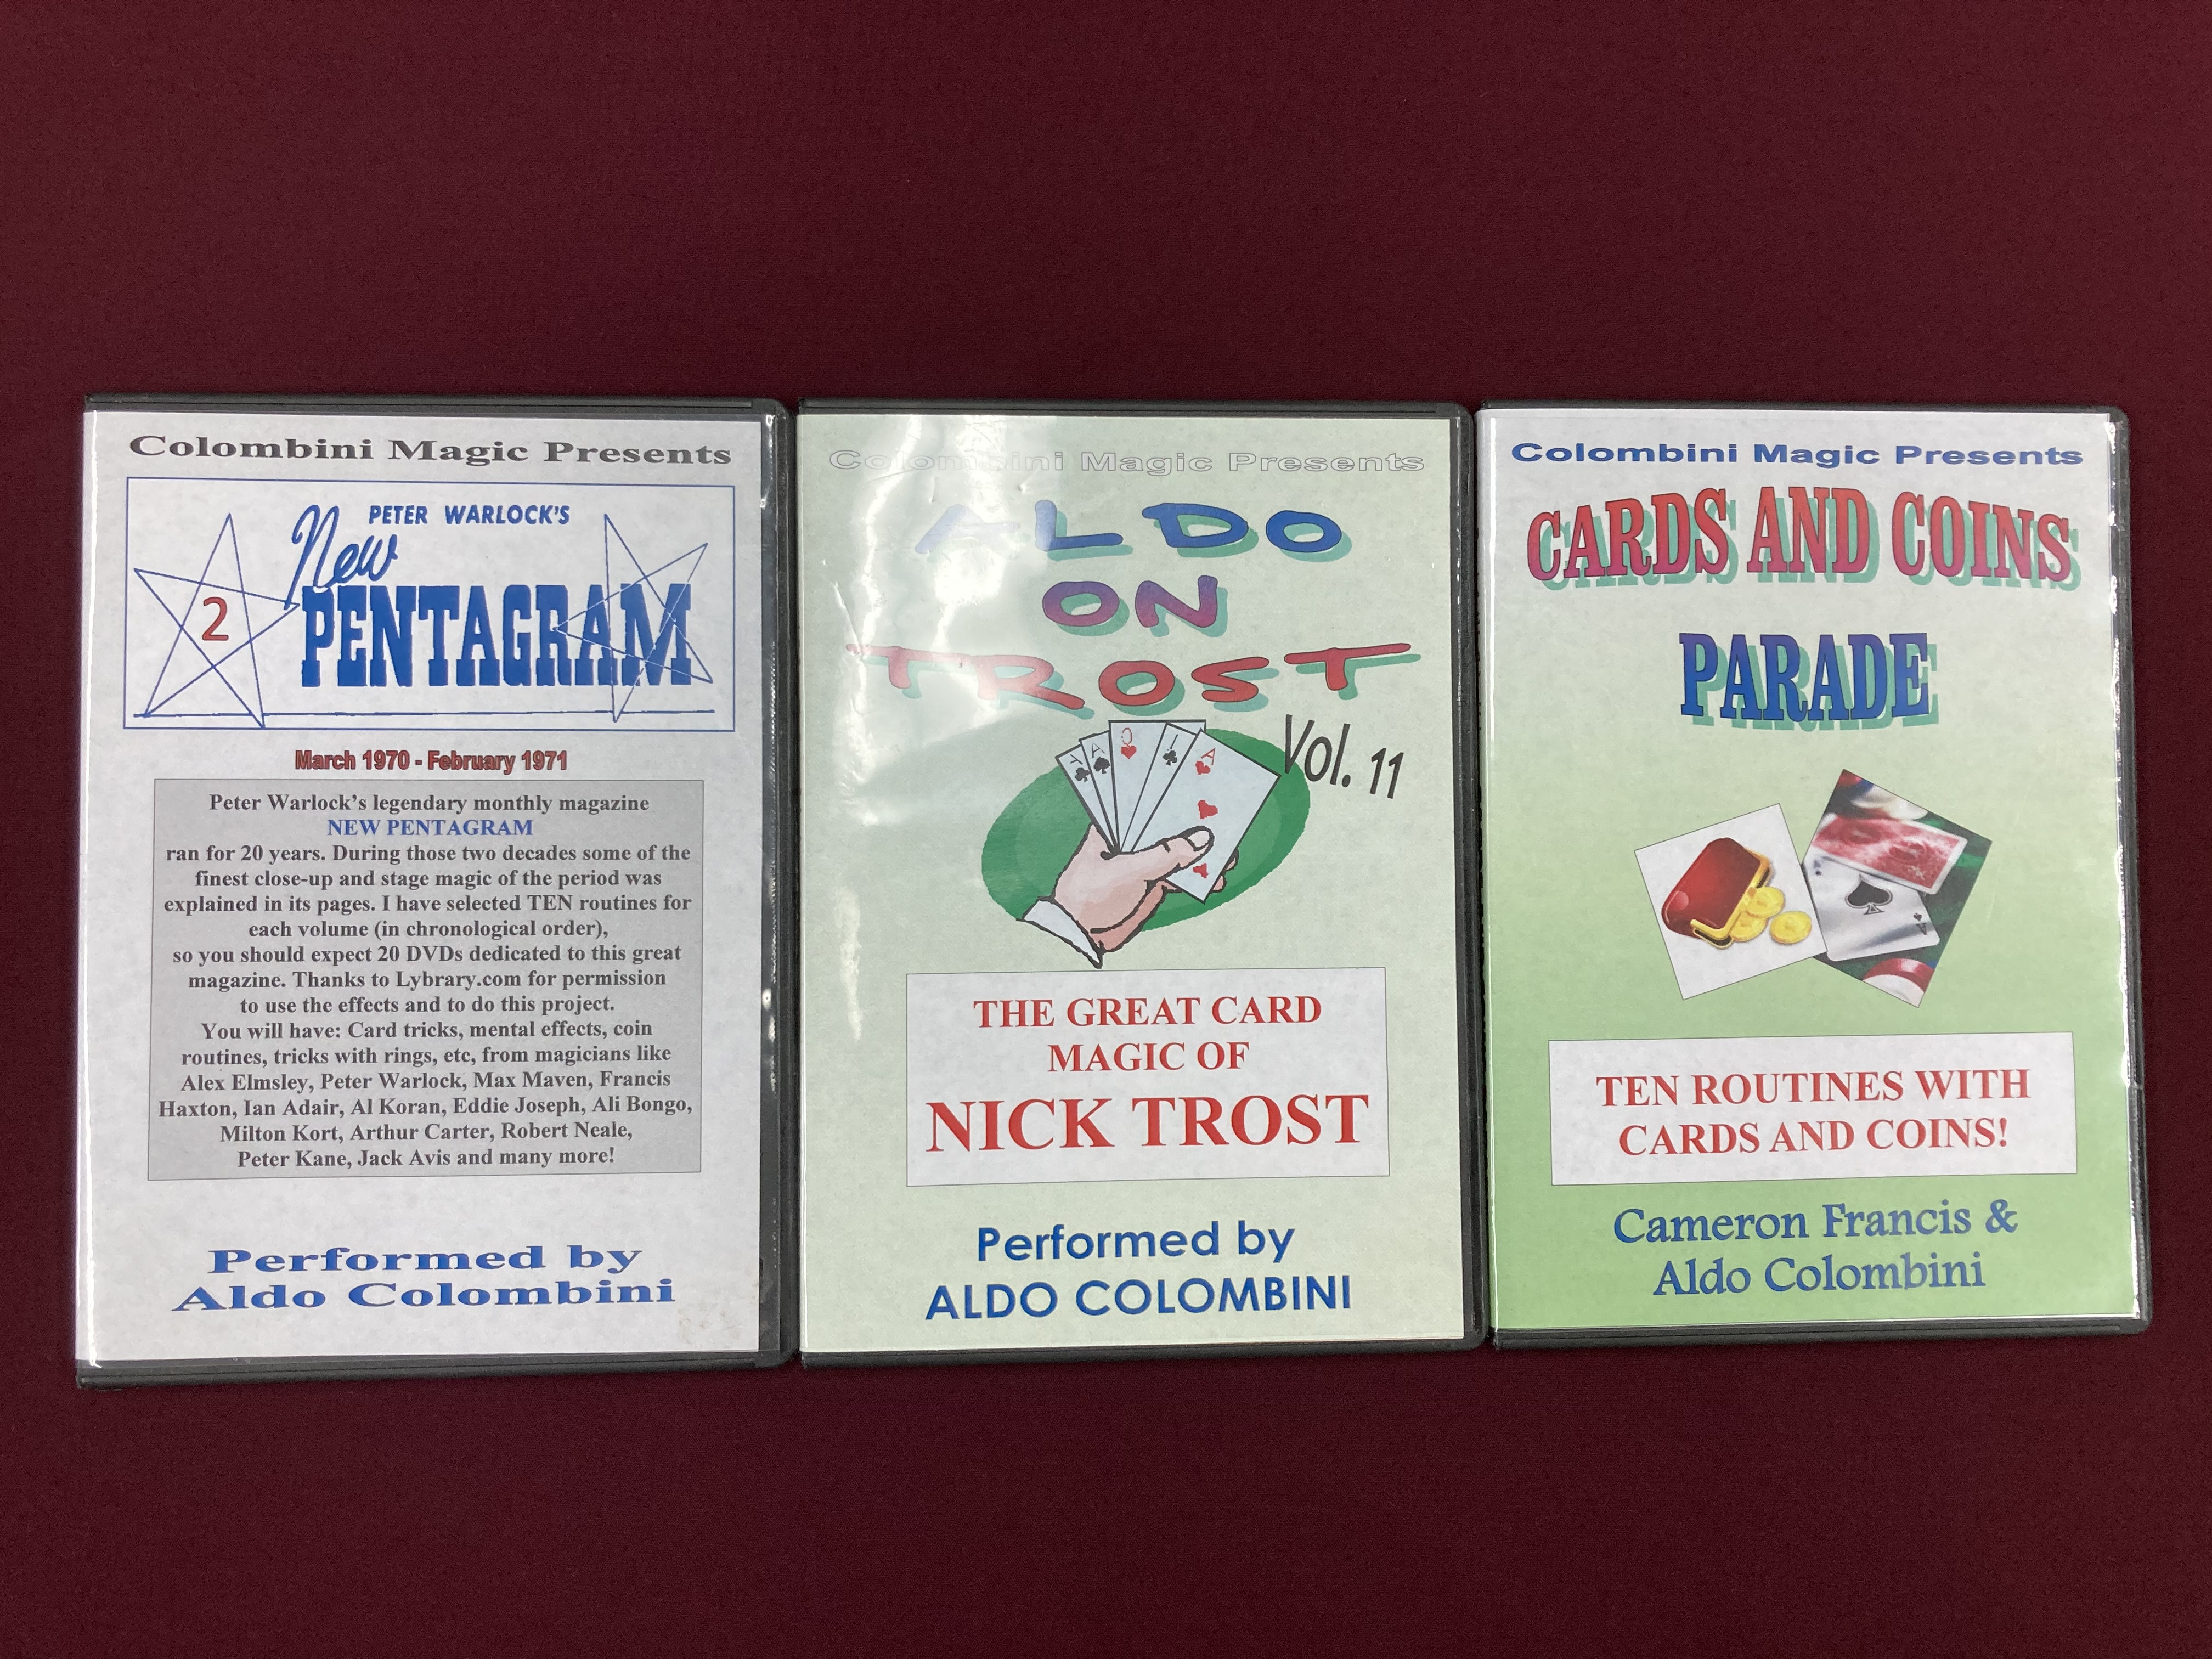 Colombini Magic Presents
PETER WARLOCK'S
New
2
PENTAGRAM
March 1970 - February 1971
Peter Warlock's legendary monthly magazine
NEW PENTAGRAM
ran for 20 years. During those two decades some of the
finest close-up and stage magic of the period was
explained in its pages. I have selected TEN routines for
each volume (in chronological order),
so you should expect 20 DVDs dedicated to this great
magazine. Thanks to Lybrary.com for permission
to use the effects and to do this project.
You will have: Card tricks, mental effects, coin
routines, tricks with rings, etc, from magicians like
Alex Elmsley, Peter Warlock, Max Maven, Francis
Haxton, Ian Adair, Al Koran, Eddie Joseph, Ali Bongo,
Milton Kort, Arthur Carter, Robert Neale,
Peter Kane, Jack Avis and many more!
Performed by
Aldo Colombini
Colombini Magic Presents
ALDO
ON
TROST
Vol. 11
A
Q
A
THE GREAT CARD
MAGIC OF
NICK TROST
Performed by
ALDO COLOMBINI
Colombini Magic Presents
CARDS AND COINS
PARADE
A
TEN ROUTINES WITH
CARDS AND COINS!
Cameron Francis &
Aldo Colombini